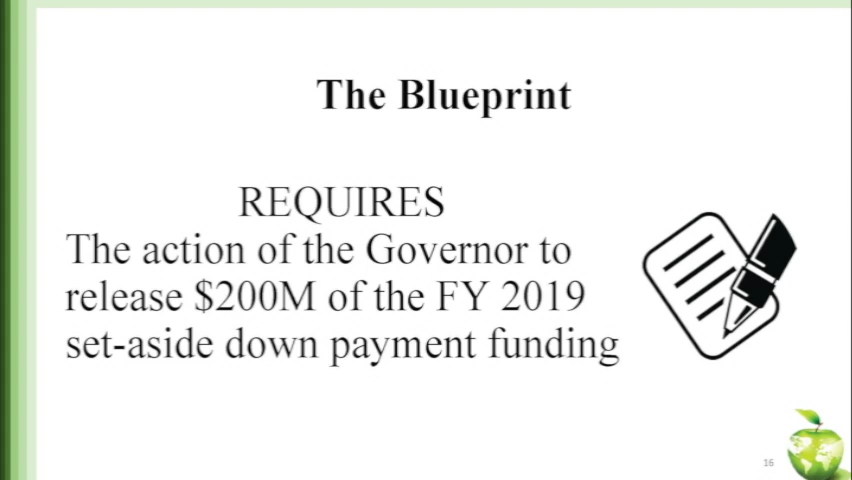 The Blueprint
REQUIRES
The action of the Governor to
release $200M of the FY 2019
set-aside down payment funding
16